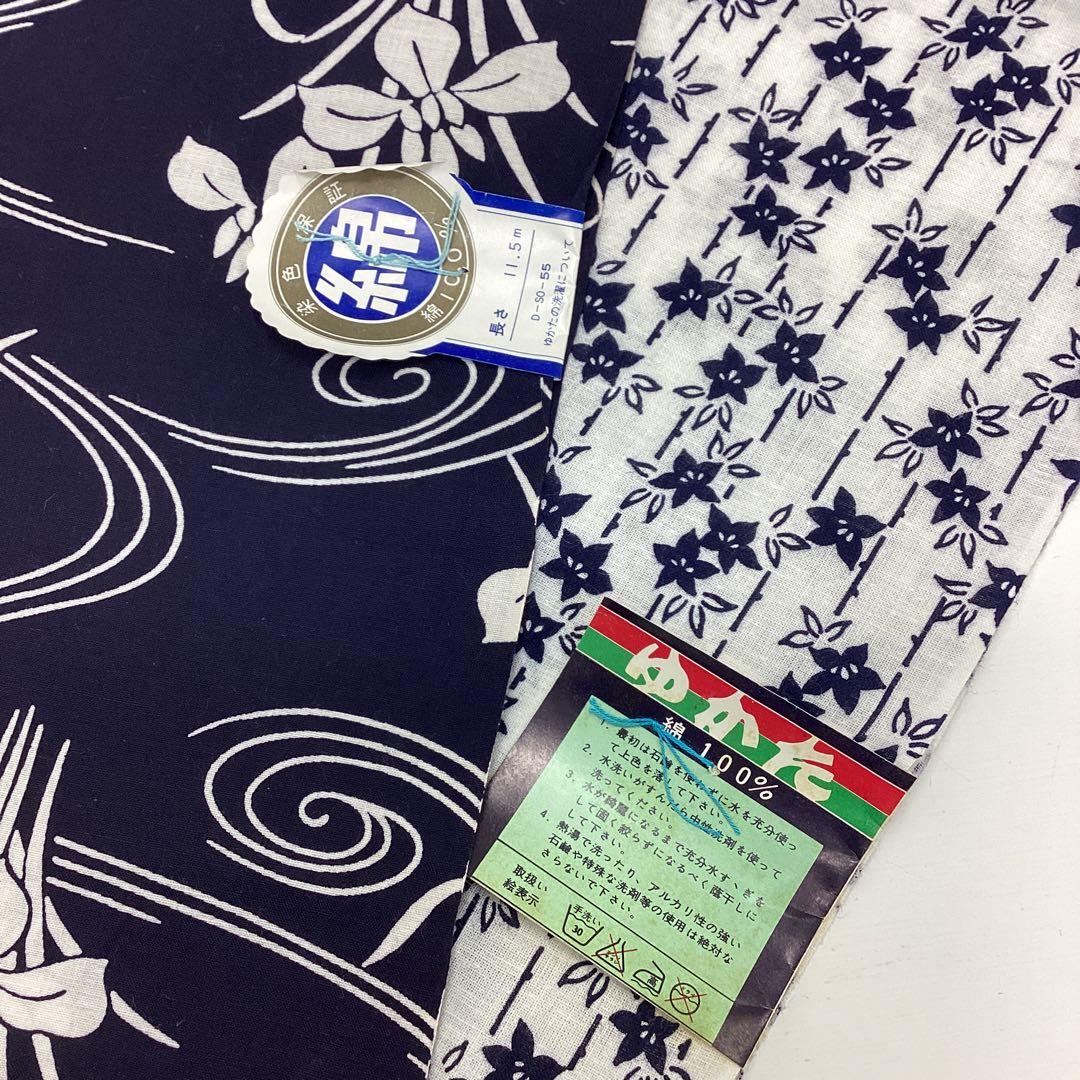 染色保証
綿
綿100%
長さ 11.5m
D-SO-55
ゆかたの洗濯について
ゆかた
綿 100%
1. 最初は石鹸を使わずに水を充分使っ
て上色を落して下さい。
2. 水洗いがすんだら中性洗剤を使って
洗ってください。
3. 水が綺麗になるまで充分水すゝぎを
して固く絞らずになるべく蔭干しに
して下さい。
4. 熱湯で洗ったり、アルカリ性の強い
石鹸や特殊な洗剤等の使用は絶対な
さらないで下さい。
取扱い
絵表示
手洗い
30
高